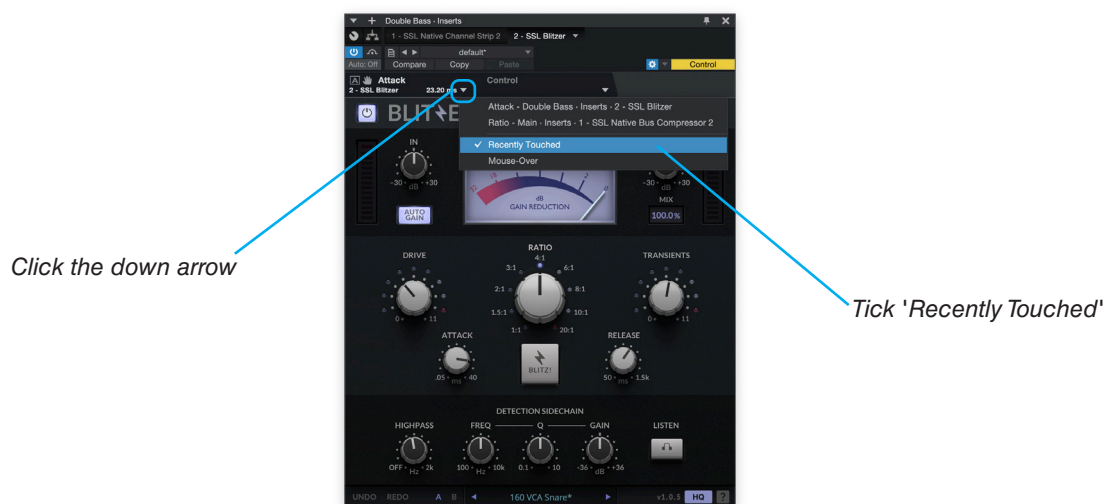 Double Bass · Inserts
1 - SSL Native Channel Strip 2
2 - SSL Blitzer
default*
Auto: Off
Compare
Copy
Paste
Control
A
Attack
Control
2 - SSL Blitzer
23.20 ms
Attack - Double Bass · Inserts · 2 - SSL Blitzer
Ratio - Main · Inserts · 1 - SSL Native Bus Compressor 2
Recently Touched
Mouse-Over
IN
-30
+30
dB
-30
+30
dB
dB
GAIN REDUCTION
MIX
100.0%
AUTO
GAIN
Click the down arrow
Tick 'Recently Touched'
DRIVE
0
11
RATIO
4:1
3:1
6:1
2:1
8:1
1.5:1
10:1
1:1
20:1
TRANSIENTS
0
11
ATTACK
.05
ms
40
BLITZ!
RELEASE
50
ms
1.5k
DETECTION SIDECHAIN
HIGHPASS
FREQ
Q
GAIN
LISTEN
OFF
Hz
2k
100
Hz
10k
0.1
10
-36
dB
+36
UNDO
REDO
A
B
160 VCA Snare*
v1.0.5
HQ
?